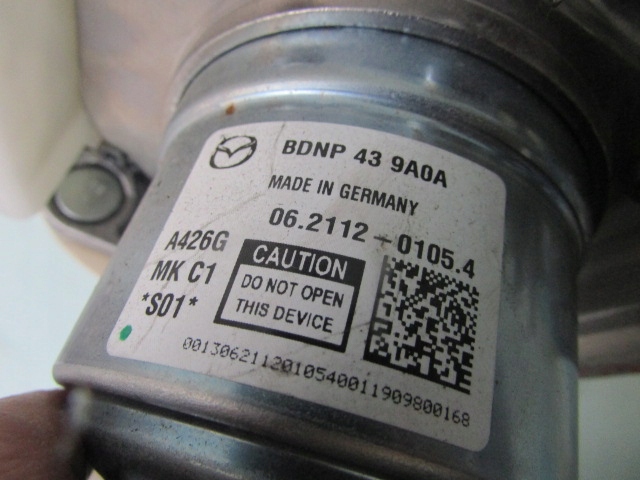 BDNP 43 9A0A
MADE IN GERMANY
06.2112-0105.4
A426G
MK C1
*S01*
CAUTION
DO NOT OPEN
THIS DEVICE
0013062112010540011909800168